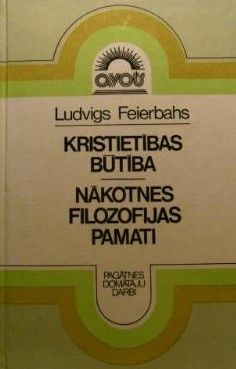 avots
Ludvigs Feierbahs
KRISTIETĪBAS
BŪTĪBA
NĀKOTNES
FILOZOFIJAS
PAMATI
PAGĀTNES
DOMĀTĀJU
DARBI